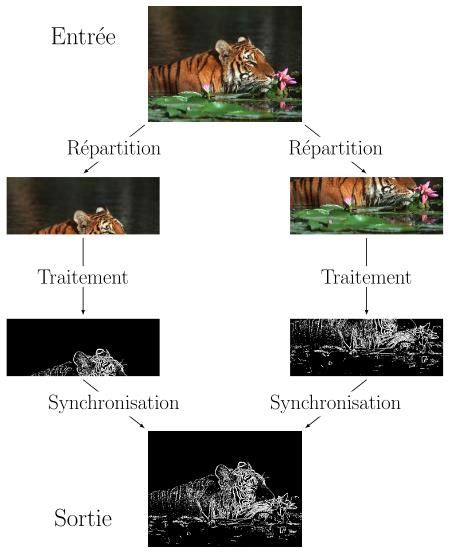 Entrée
Répartition
Répartition
Traitement
Traitement
Synchronisation
Synchronisation
Sortie